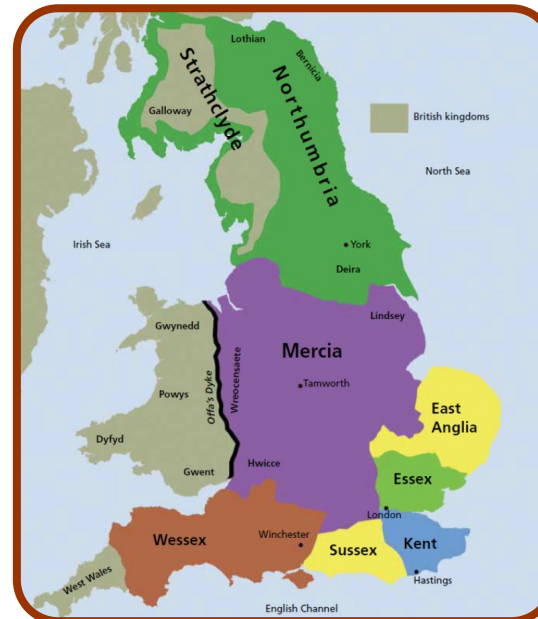 Lothian
Bernicia
Strathclyde
Northumbria
Galloway
British kingdoms
North Sea
Irish Sea
York
Deira
Lindsey
Gwynedd
Mercia
Offa's Dyke
Wreocensaete
Tamworth
Powys
East
Anglia
Dyfyd
Hwicce
Gwent
Essex
London
Wessex
Winchester
Sussex
Kent
West Wales
Hastings
English Channel